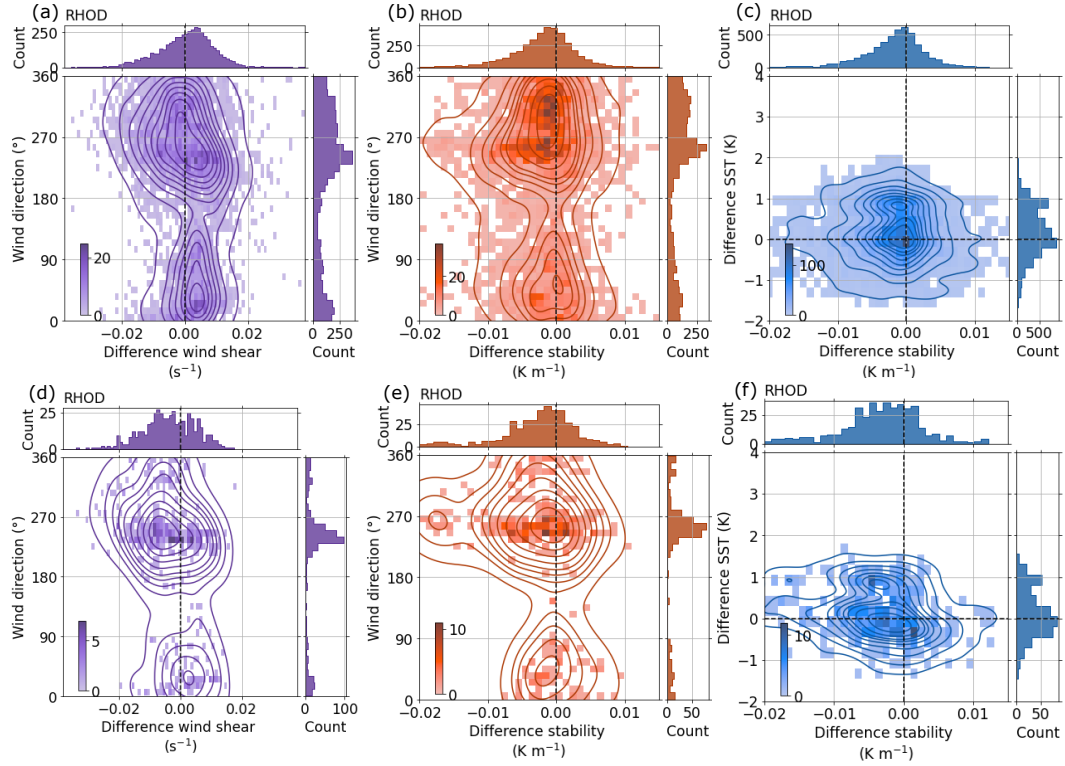 (a) RHOD
Count
250
0
Wind direction (°)
360
270
180
90
0
20
0
−0.02 0.00 0.02
Difference wind shear
(s⁻¹)
0 250
Count
(b) RHOD
Count
250
0
Wind direction (°)
360
270
180
90
0
20
0
−0.02 −0.01 0.00 0.01
Difference stability
(K m⁻¹)
0 250
Count
(c) RHOD
Count
500
0
Difference SST (K)
4
3
2
1
0
−1
−2
100
0
−0.02 −0.01 0.00 0.01
Difference stability
(K m⁻¹)
0 500
Count
(d) RHOD
Count
25
0
Wind direction (°)
360
270
180
90
0
5
0
−0.02 0.00 0.02
Difference wind shear
(s⁻¹)
0 100
Count
(e) RHOD
Count
25
0
Wind direction (°)
360
270
180
90
0
10
0
−0.02 −0.01 0.00 0.01
Difference stability
(K m⁻¹)
0 50
Count
(f) RHOD
Count
25
0
Difference SST (K)
4
3
2
1
0
−1
−2
10
0
−0.02 −0.01 0.00 0.01
Difference stability
(K m⁻¹)
0 50
Count